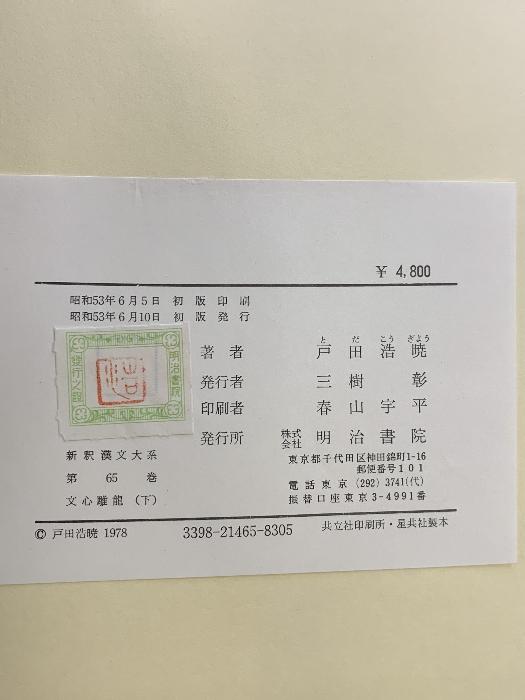 ¥ 4,800
昭和53年6月5日 初版印刷
昭和53年6月10日 初版発行
著者 戸田浩暁
とだこうぎよう
発行者 三樹 彰
印刷者 春山宇平
発行所 株式会社 明治書院
東京都千代田区神田錦町1-16
郵便番号101
電話東京 (292) 3741(代)
振替口座東京3-4991番
明治書院
発行之証
新釈漢文大系
第 65 巻
文心雕龍 (下)
© 戸田浩暁 1978
3398-21465-8305
共立社印刷所・星共社製本